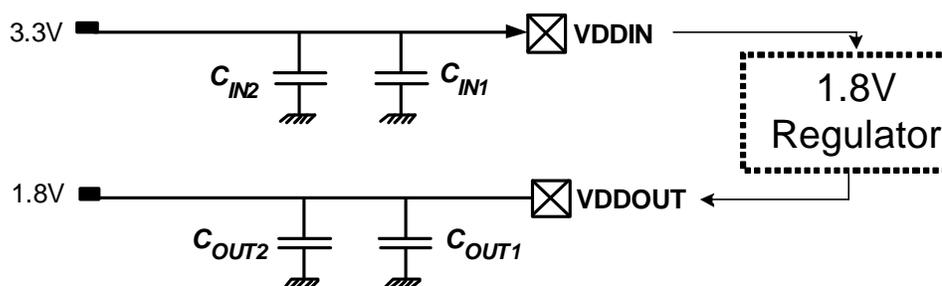 3.3V
VDDIN
C_IN2
C_IN1
1.8V
Regulator
1.8V
VDDOUT
C_OUT2
C_OUT1